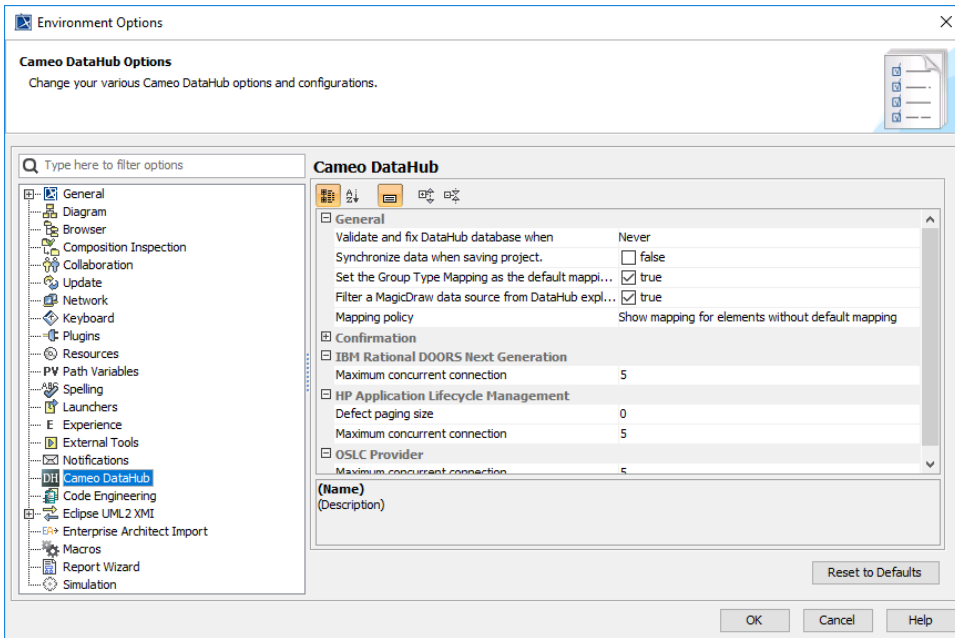 Environment Options
Cameo DataHub Options
Change your various Cameo DataHub options and configurations.
Type here to filter options
General
Diagram
Browser
Composition Inspection
Collaboration
Update
Network
Keyboard
Plugins
Resources
PV Path Variables
Spelling
Launchers
E Experience
External Tools
Notifications
DH Cameo DataHub
Code Engineering
Eclipse UML2 XMI
EA Enterprise Architect Import
Macros
Report Wizard
Simulation
Cameo DataHub
General
Validate and fix DataHub database when Never
Synchronize data when saving project. false
Set the Group Type Mapping as the default mappi... true
Filter a MagicDraw data source from DataHub expl... true
Mapping policy Show mapping for elements without default mapping
Confirmation
IBM Rational DOORS Next Generation
Maximum concurrent connection 5
HP Application Lifecycle Management
Defect paging size 0
Maximum concurrent connection 5
OSLC Provider
Maximum concurrent connection 5
(Name)
(Description)
Reset to Defaults
OK Cancel Help